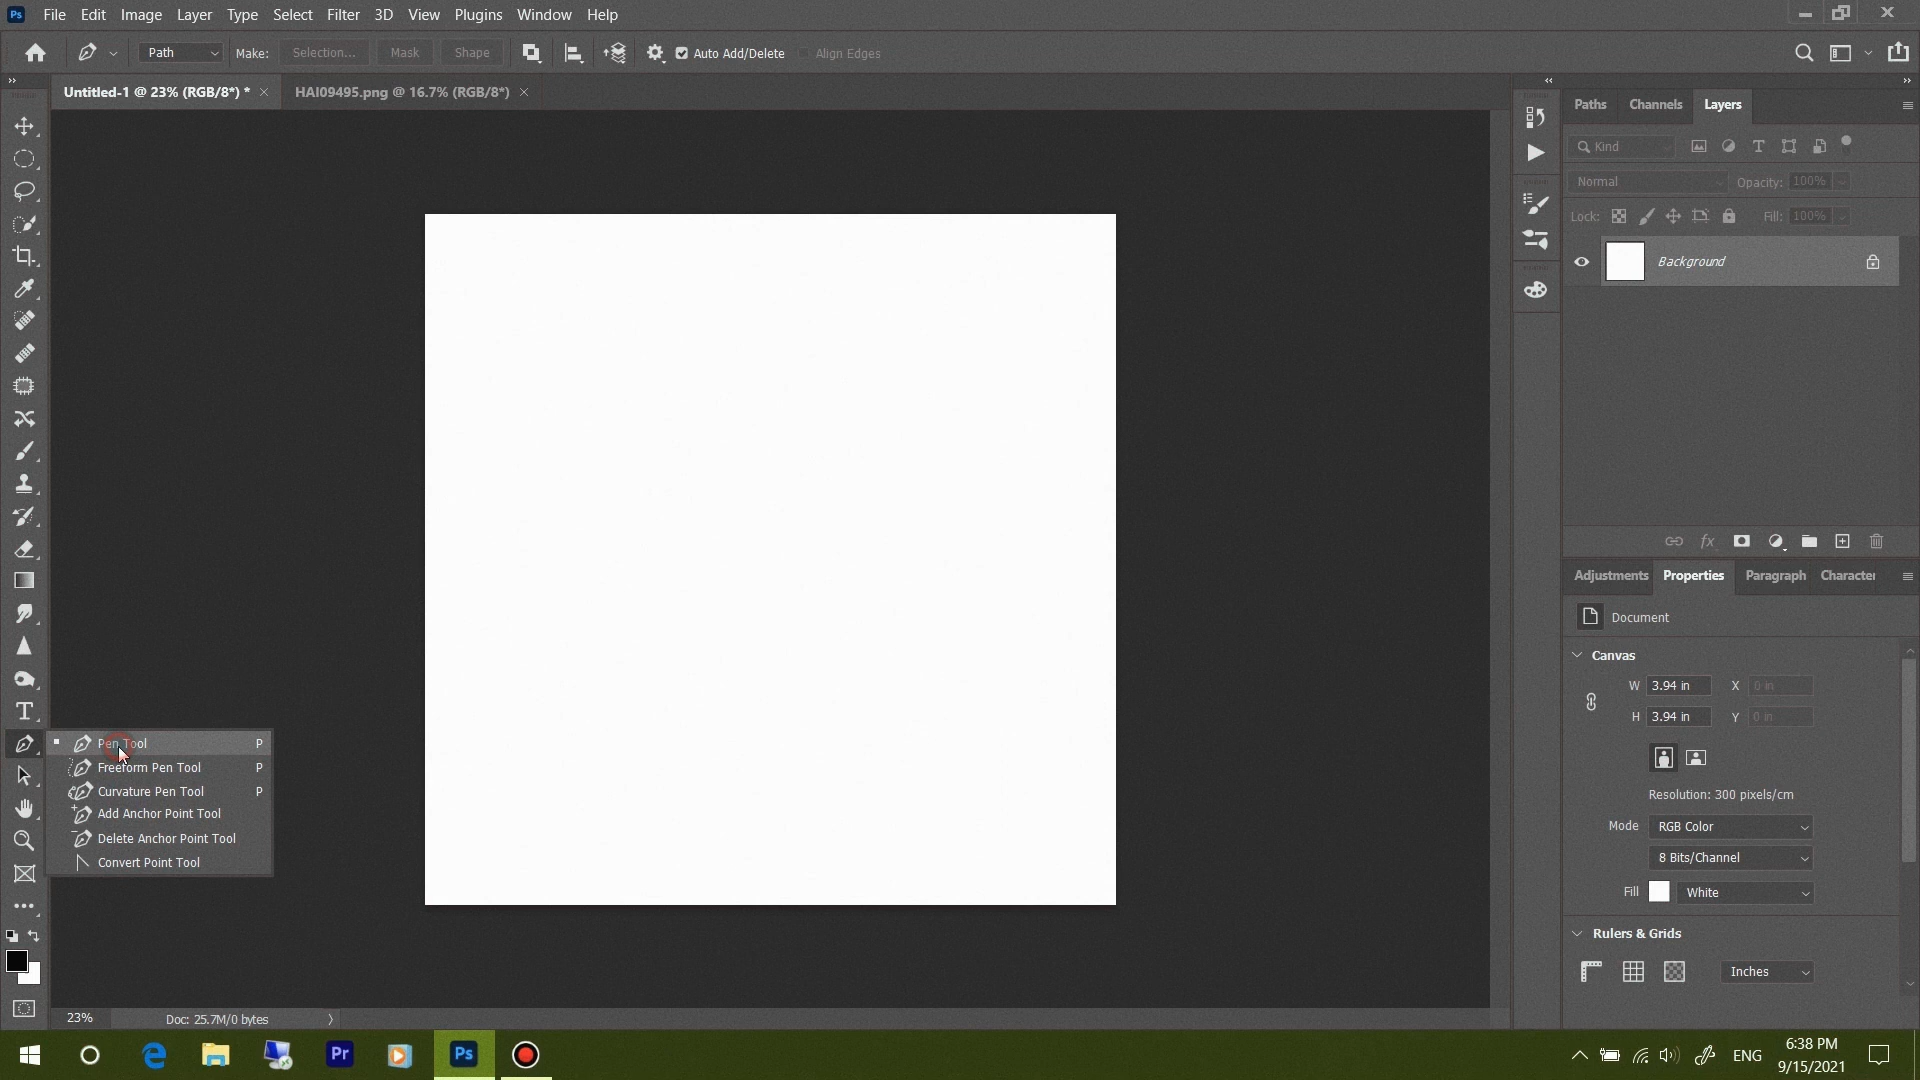 Ps File Edit Image Layer Type Select Filter 3D View Plugins Window Help
Path Make: Selection... Mask Shape Auto Add/Delete Align Edges
Untitled-1 @ 23% (RGB/8*) * HAI09495.png @ 16.7% (RGB/8*)
Paths Channels Layers
Kind
Normal Opacity: 100%
Lock: Fill: 100%
Background
Adjustments Properties Paragraph Character
Document
Canvas
W 3.94 in X 0 in
H 3.94 in Y 0 in
Resolution: 300 pixels/cm
Mode RGB Color
8 Bits/Channel
Fill White
Rulers & Grids
Inches
Pen Tool P
Freeform Pen Tool P
Curvature Pen Tool P
Add Anchor Point Tool
Delete Anchor Point Tool
Convert Point Tool
23% Doc: 25.7M/0 bytes
Pr Ps
ENG
6:38 PM
9/15/2021